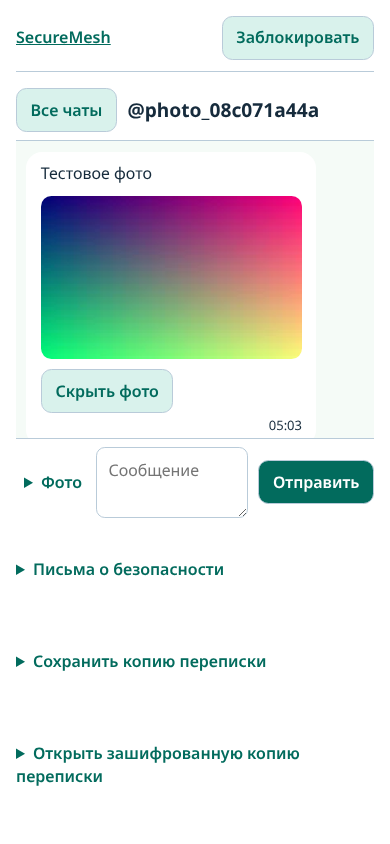 SecureMesh
Заблокировать
Все чаты
@photo_08c071a44a
Тестовое фото
Скрыть фото
05:03
Фото
Сообщение
Отправить
Письма о безопасности
Сохранить копию переписки
Открыть зашифрованную копию
переписки